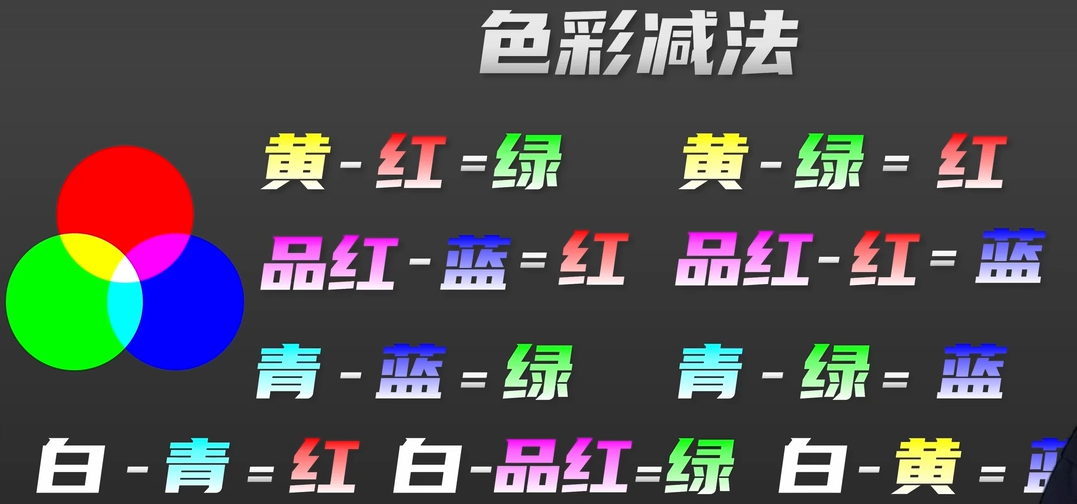 色彩减法
黄-红=绿 黄-绿=红
品红-蓝=红 品红-红=蓝
青-蓝=绿 青-绿=蓝
白-青=红 白-品红=绿 白-黄=